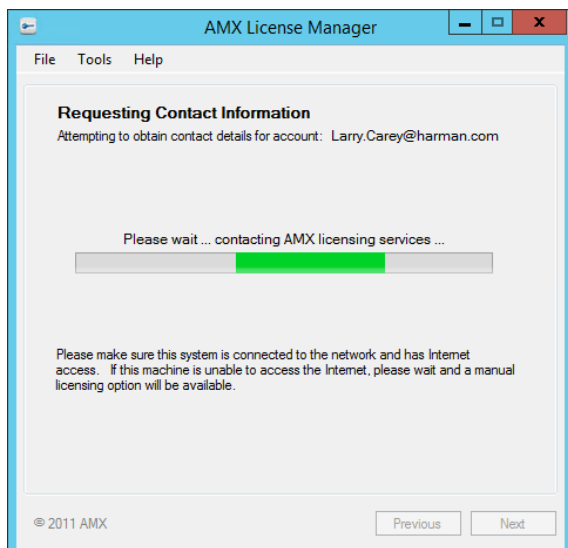 AMX License Manager
File Tools Help
Requesting Contact Information
Attempting to obtain contact details for account: Larry.Carey@harman.com
Please wait ... contacting AMX licensing services ...
Please make sure this system is connected to the network and has Internet
access. If this machine is unable to access the Internet, please wait and a manual
licensing option will be available.
© 2011 AMX Previous Next